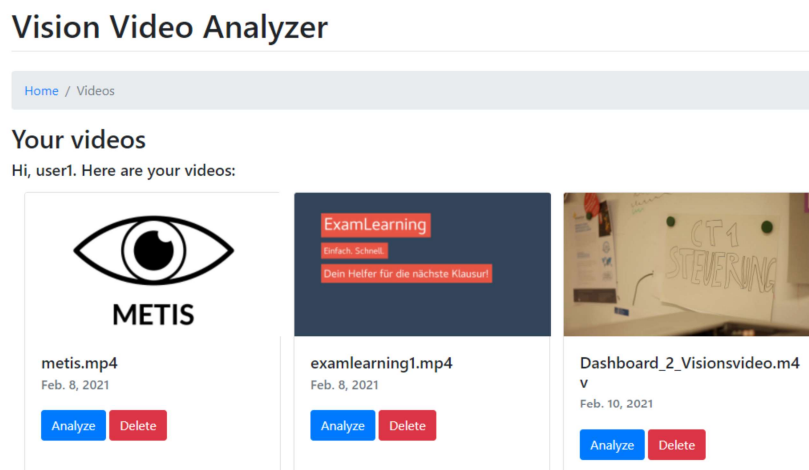 Vision Video Analyzer
Home / Videos
Your videos
Hi, user1. Here are your videos:
METIS
ExamLearning
Einfach. Schnell.
Dein Helfer für die nächste Klausur!
CT1
STEUERUNG
metis.mp4
Feb. 8, 2021
Analyze Delete
examlearning1.mp4
Feb. 8, 2021
Analyze Delete
Dashboard_2_Visionsvideo.m4
v
Feb. 10, 2021
Analyze Delete